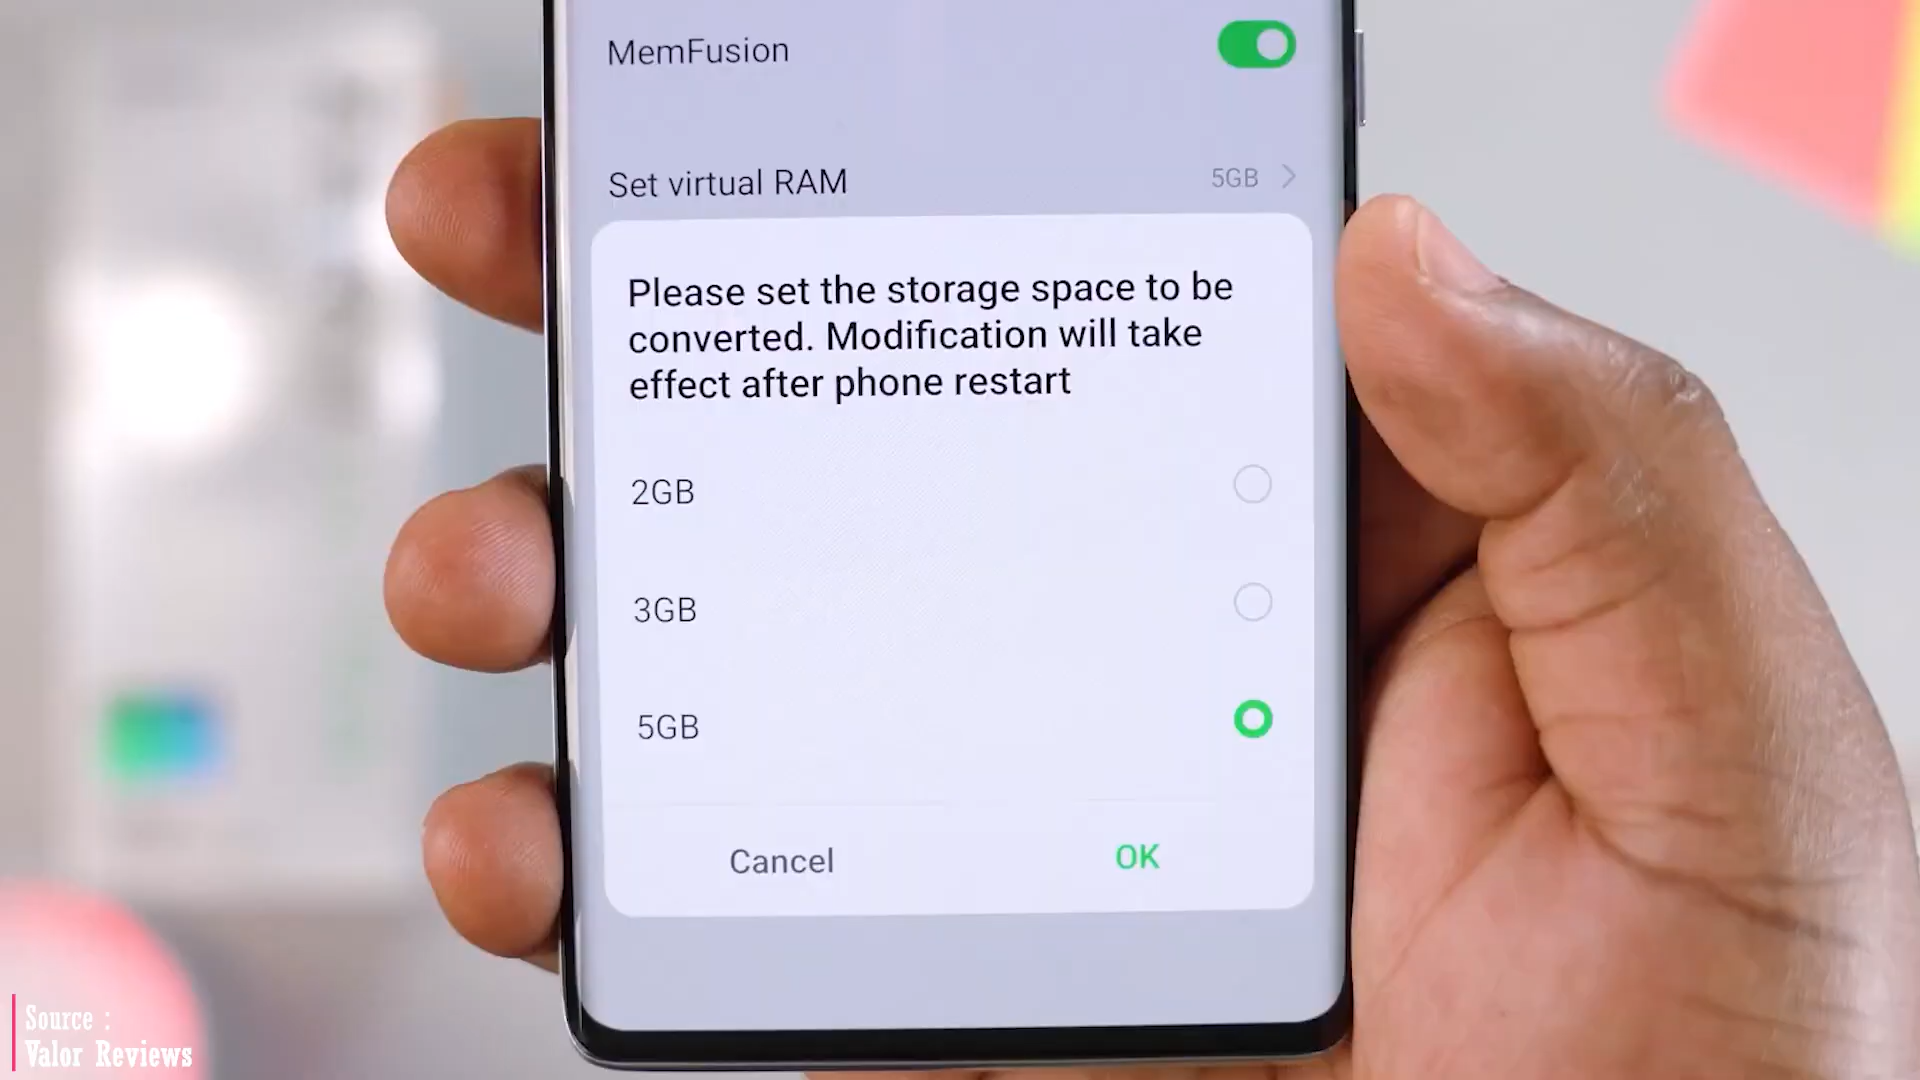 MemFusion
Set virtual RAM 5GB
Please set the storage space to be
converted. Modification will take
effect after phone restart
2GB
3GB
5GB
Cancel OK
Source :
Valor Reviews